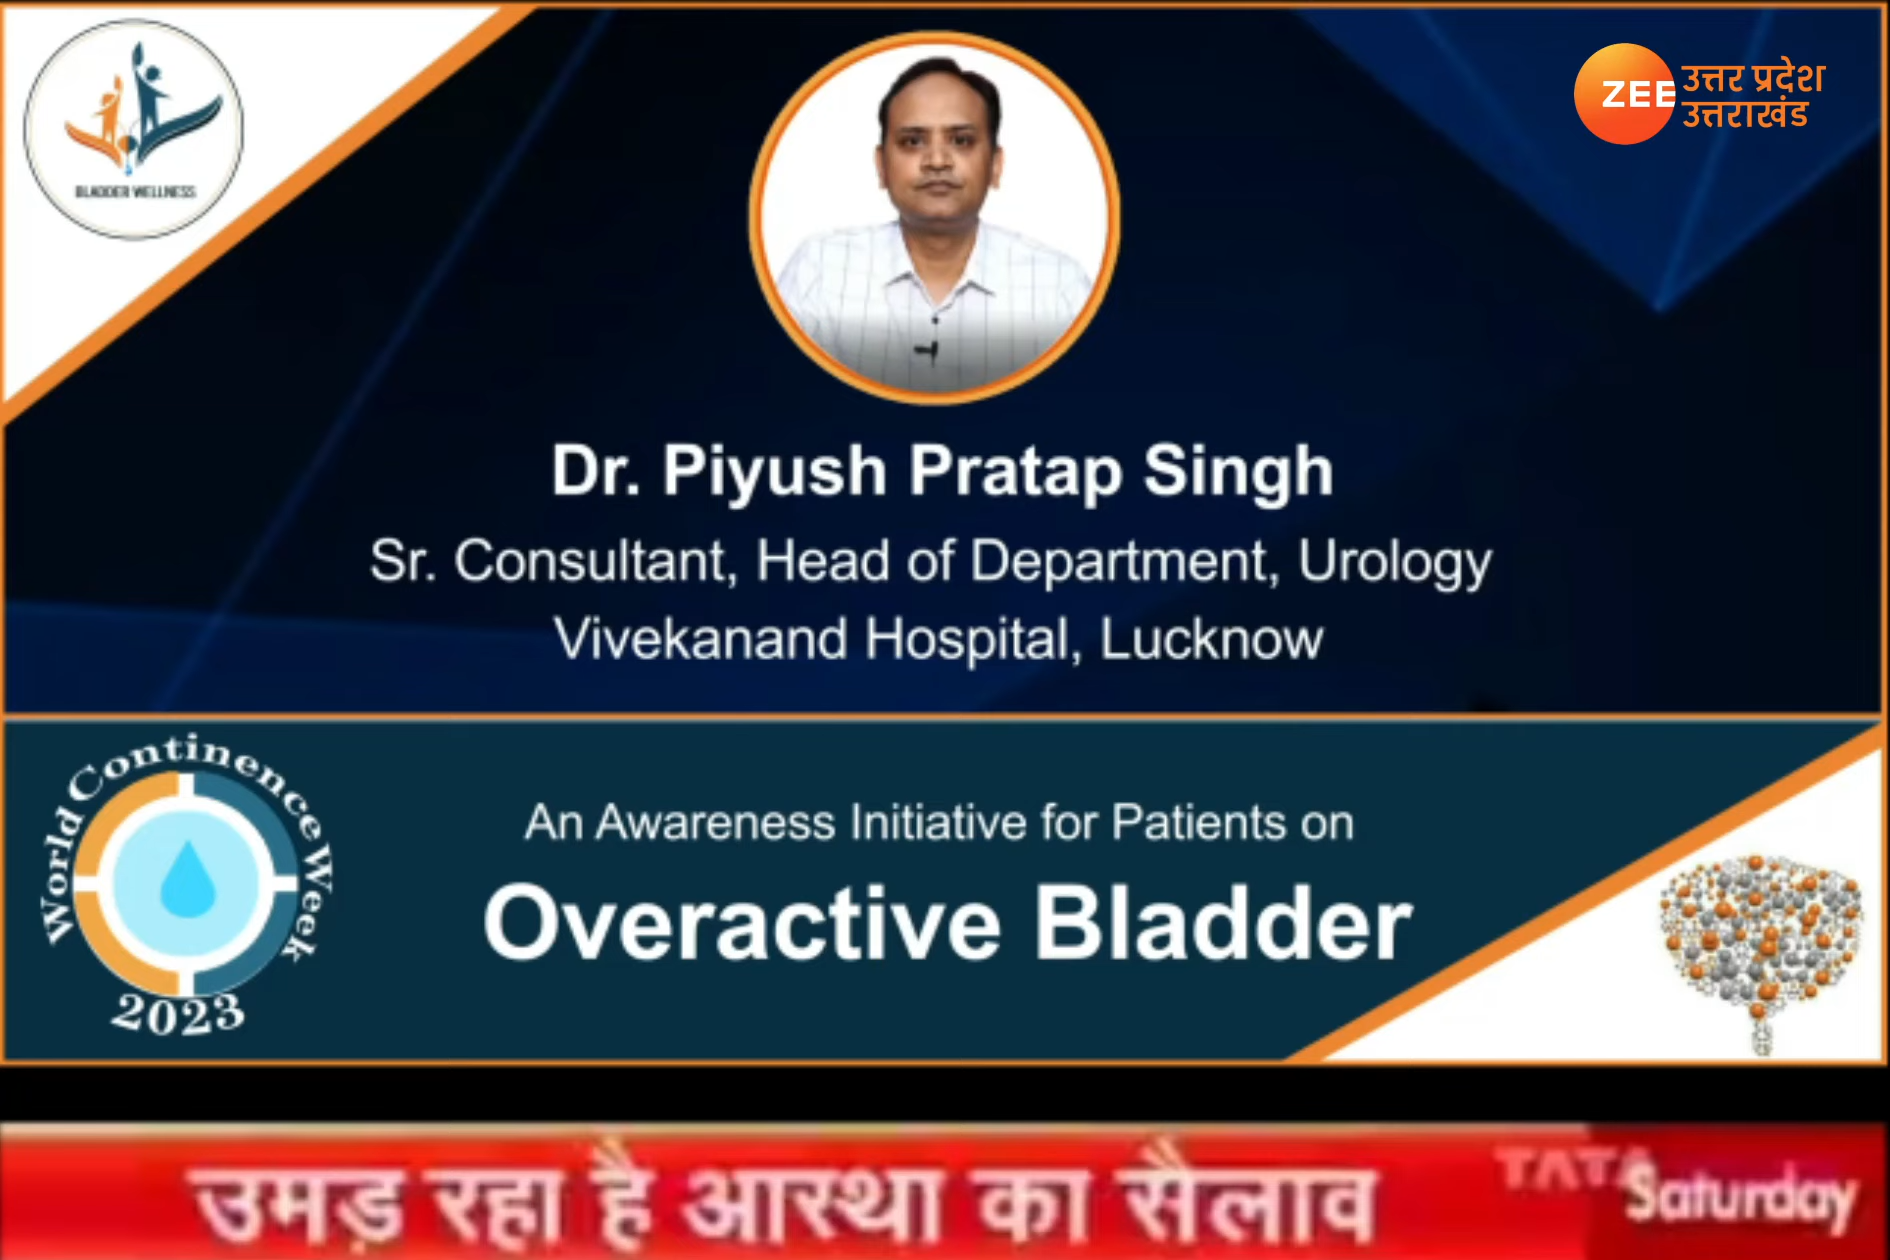 BLADDER WELLNESS
ZEE उत्तर प्रदेश
उत्तराखंड
Dr. Piyush Pratap Singh
Sr. Consultant, Head of Department, Urology
Vivekanand Hospital, Lucknow
World Continence Week
2023
An Awareness Initiative for Patients on
Overactive Bladder
उमड़ रहा है आस्था का सैलाव
TATA
Saturday